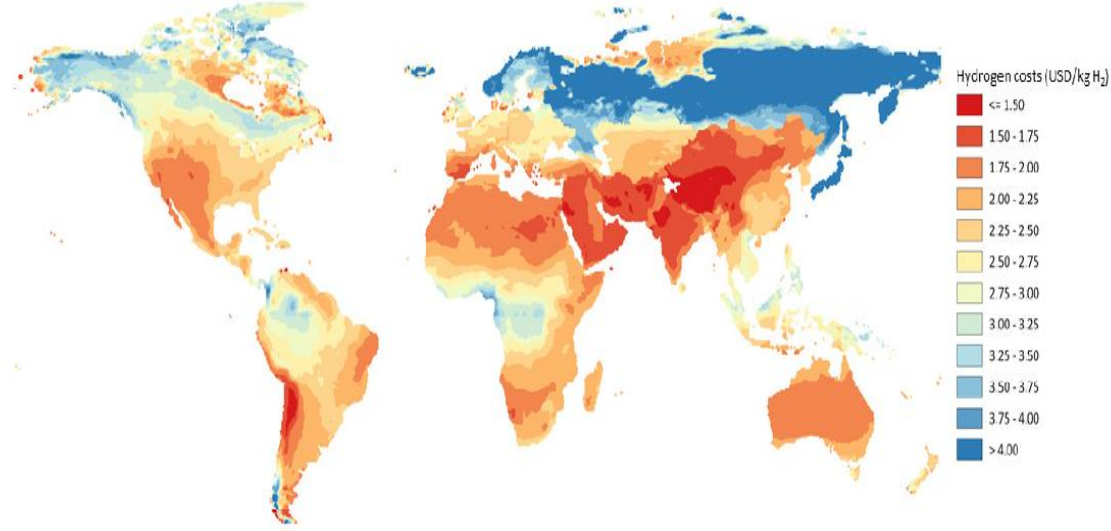 Hydrogen costs (USD/kg H₂)
<= 1.50
1.50 - 1.75
1.75 - 2.00
2.00 - 2.25
2.25 - 2.50
2.50 - 2.75
2.75 - 3.00
3.00 - 3.25
3.25 - 3.50
3.50 - 3.75
3.75 - 4.00
> 4.00